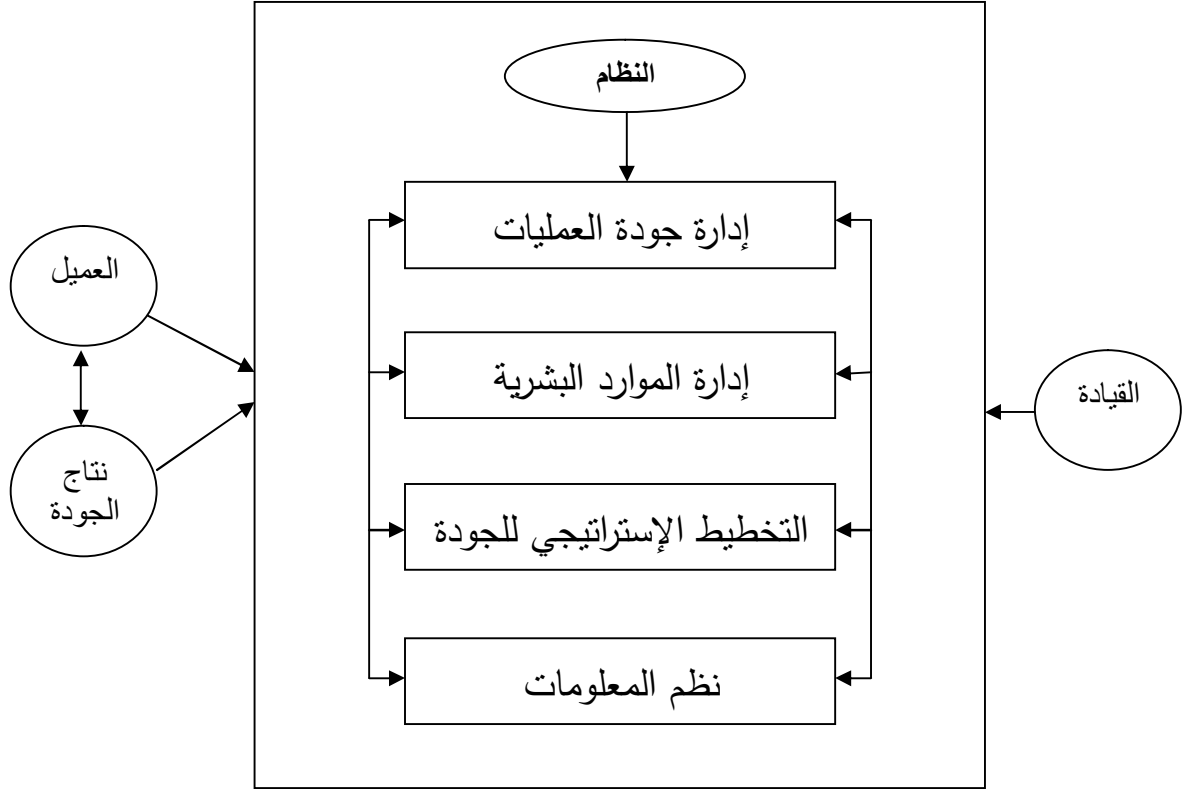 النظام
إدارة جودة العمليات
العميل
إدارة الموارد البشرية
القيادة
نتاج
الجودة
التخطيط الإستراتيجي للجودة
نظم المعلومات